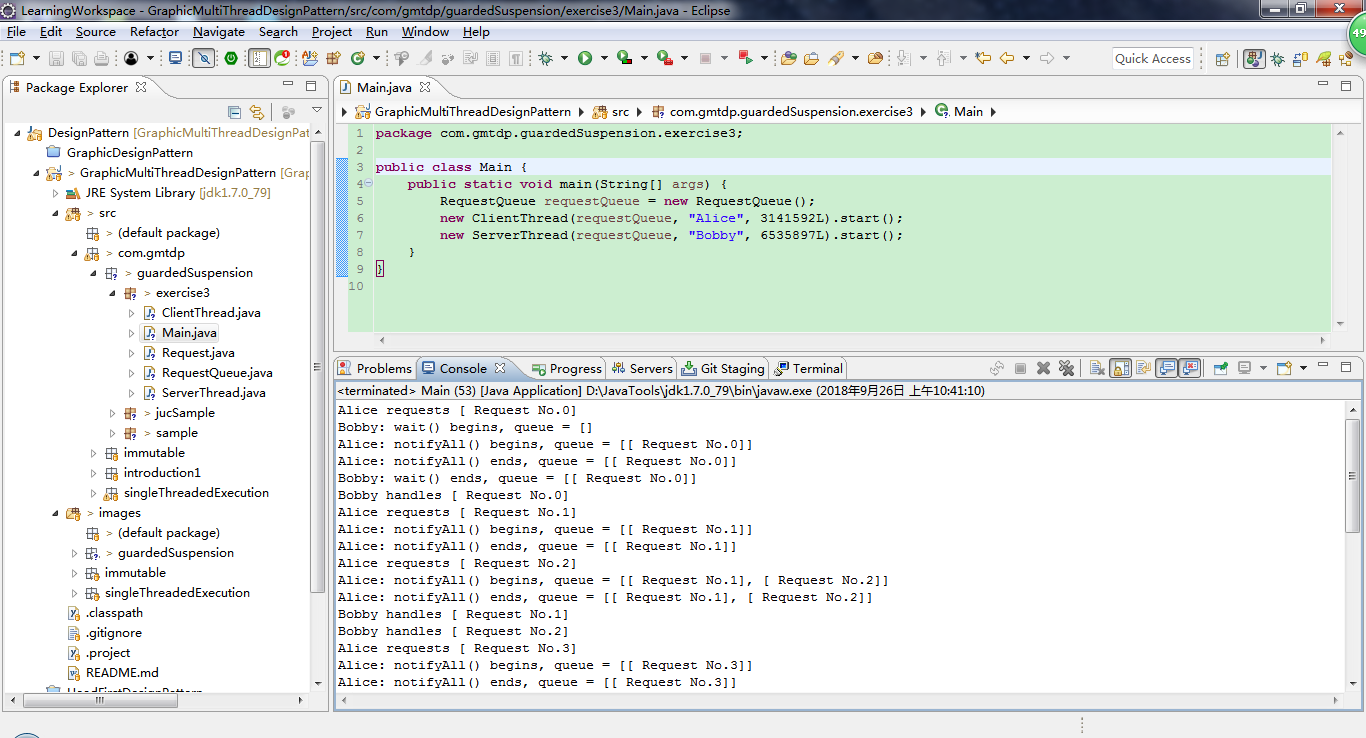 LearningWorkspace - GraphicMultiThreadDesignPattern/src/com/gmtdp/guardedSuspension/exercise3/Main.java - Eclipse
File Edit Source Refactor Navigate Search Project Run Window Help
49
Quick Access
Package Explorer
DesignPattern [GraphicMultiThreadDesignPat
GraphicDesignPattern
> GraphicMultiThreadDesignPattern [Grap
JRE System Library [jdk1.7.0_79]
> src
> (default package)
> com.gmtdp
> guardedSuspension
> exercise3
ClientThread.java
Main.java
Request.java
RequestQueue.java
ServerThread.java
> jucSample
> sample
immutable
introduction1
singleThreadedExecution
> images
> (default package)
> guardedSuspension
immutable
singleThreadedExecution
.classpath
.gitignore
.project
README.md
HeadFirstDesignPattern
Main.java
GraphicMultiThreadDesignPattern src com.gmtdp.guardedSuspension.exercise3 Main
1 package com.gmtdp.guardedSuspension.exercise3;
2
3 public class Main {
4 public static void main(String[] args) {
5 RequestQueue requestQueue = new RequestQueue();
6 new ClientThread(requestQueue, "Alice", 3141592L).start();
7 new ServerThread(requestQueue, "Bobby", 6535897L).start();
8 }
9 }
10
Problems Console Progress Servers Git Staging Terminal
<terminated> Main (53) [Java Application] D:\JavaTools\jdk1.7.0_79\bin\javaw.exe (2018年9月26日 上午10:41:10)
Alice requests [ Request No.0]
Bobby: wait() begins, queue = []
Alice: notifyAll() begins, queue = [[ Request No.0]]
Alice: notifyAll() ends, queue = [[ Request No.0]]
Bobby: wait() ends, queue = [[ Request No.0]]
Bobby handles [ Request No.0]
Alice requests [ Request No.1]
Alice: notifyAll() begins, queue = [[ Request No.1]]
Alice: notifyAll() ends, queue = [[ Request No.1]]
Alice requests [ Request No.2]
Alice: notifyAll() begins, queue = [[ Request No.1], [ Request No.2]]
Alice: notifyAll() ends, queue = [[ Request No.1], [ Request No.2]]
Bobby handles [ Request No.1]
Bobby handles [ Request No.2]
Alice requests [ Request No.3]
Alice: notifyAll() begins, queue = [[ Request No.3]]
Alice: notifyAll() ends, queue = [[ Request No.3]]